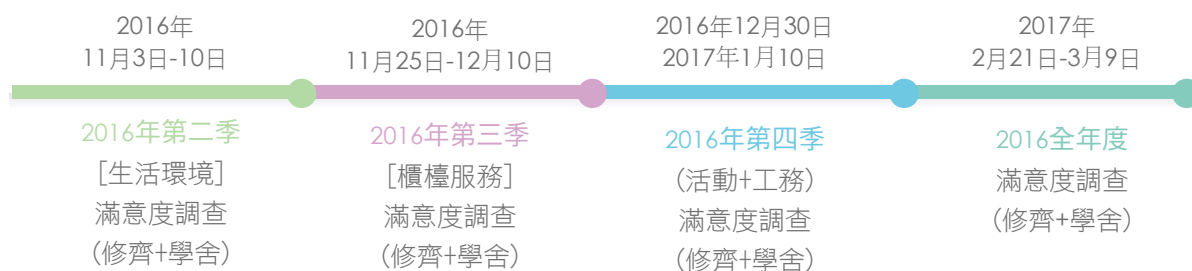 2016年
11月3日-10日
2016年
11月25日-12月10日
2016年12月30日
2017年1月10日
2017年
2月21日-3月9日
2016年第二季
[生活環境]
滿意度調查
(修齊+學舍)
2016年第三季
[櫃檯服務]
滿意度調查
(修齊+學舍)
2016年第四季
(活動+工務)
滿意度調查
(修齊+學舍)
2016全年度
滿意度調查
(修齊+學舍)